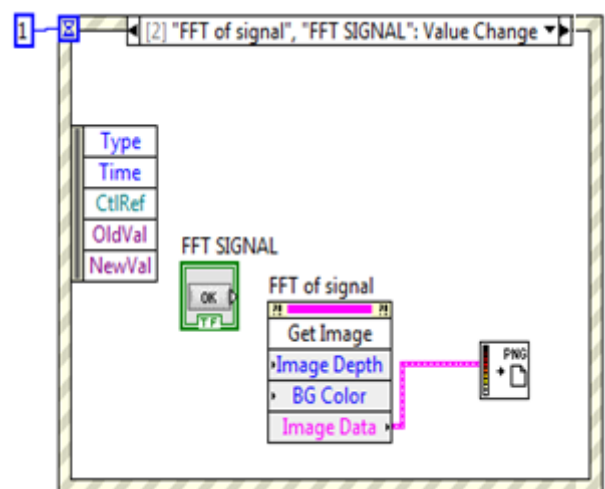 1
[2] "FFT of signal", "FFT SIGNAL": Value Change
Type
Time
CtlRef
OldVal
NewVal
FFT SIGNAL
OK
TF
FFT of signal
?! ?!
Get Image
Image Depth
BG Color
Image Data
PNG